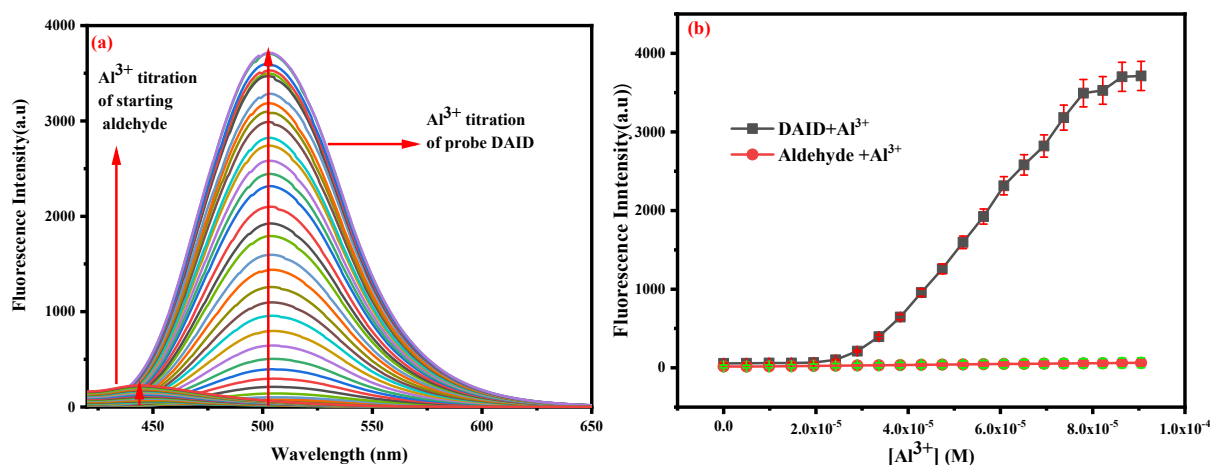 (a)
Al3+ titration
of starting
aldehyde
Al3+ titration
of probe DAID
Fluorescence Intensity(a.u)
4000
3000
2000
1000
0
450
500
550
600
650
Wavelength (nm)
(b)
DAID+Al3+
Aldehyde +Al3+
Fluorescence Inntensity(a.u))
4000
3000
2000
1000
0
0.0
2.0x10-5
4.0x10-5
6.0x10-5
8.0x10-5
1.0x10-4
[Al3+] (M)